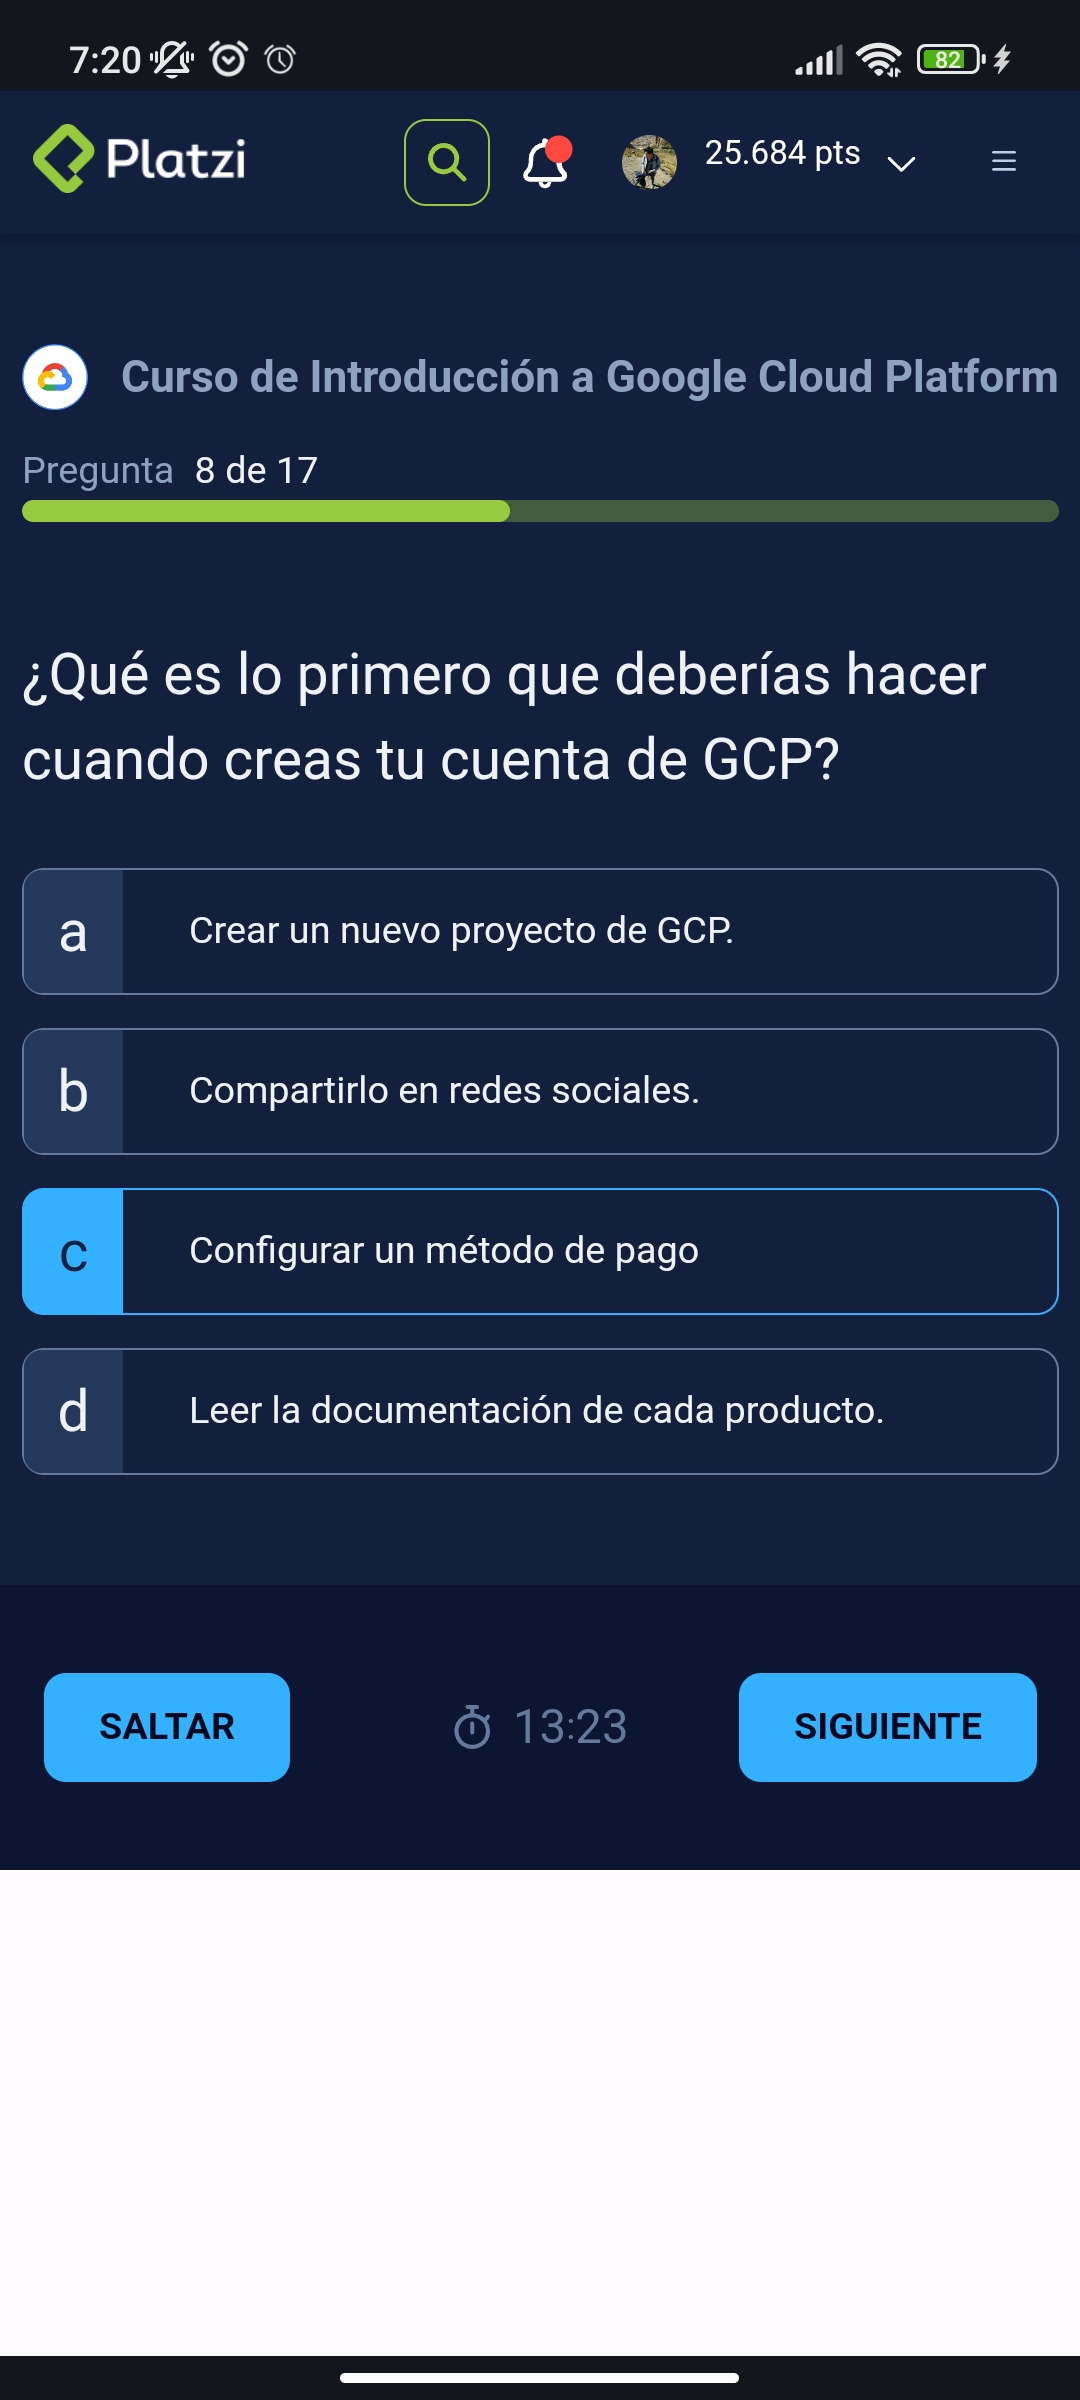 7:20
82
Platzi
25.684 pts
Curso de Introducción a Google Cloud Platform
Pregunta 8 de 17
¿Qué es lo primero que deberías hacer
cuando creas tu cuenta de GCP?
a Crear un nuevo proyecto de GCP.
b Compartirlo en redes sociales.
c Configurar un método de pago
d Leer la documentación de cada producto.
SALTAR
13:23
SIGUIENTE